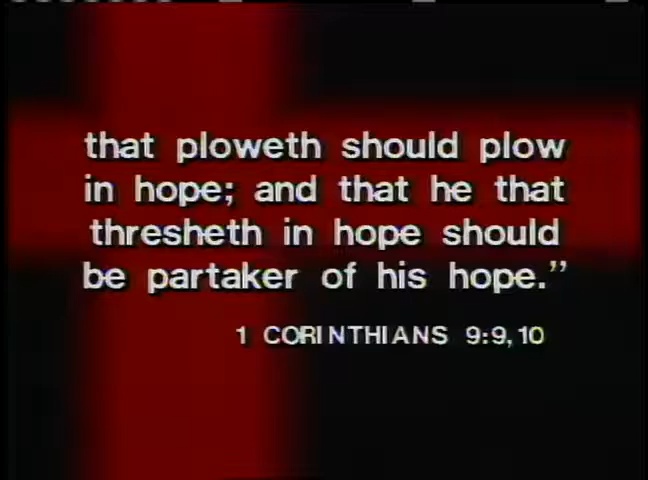 that ploweth should plow
in hope; and that he that
thresheth in hope should
be partaker of his hope.”
1 CORINTHIANS 9:9,10